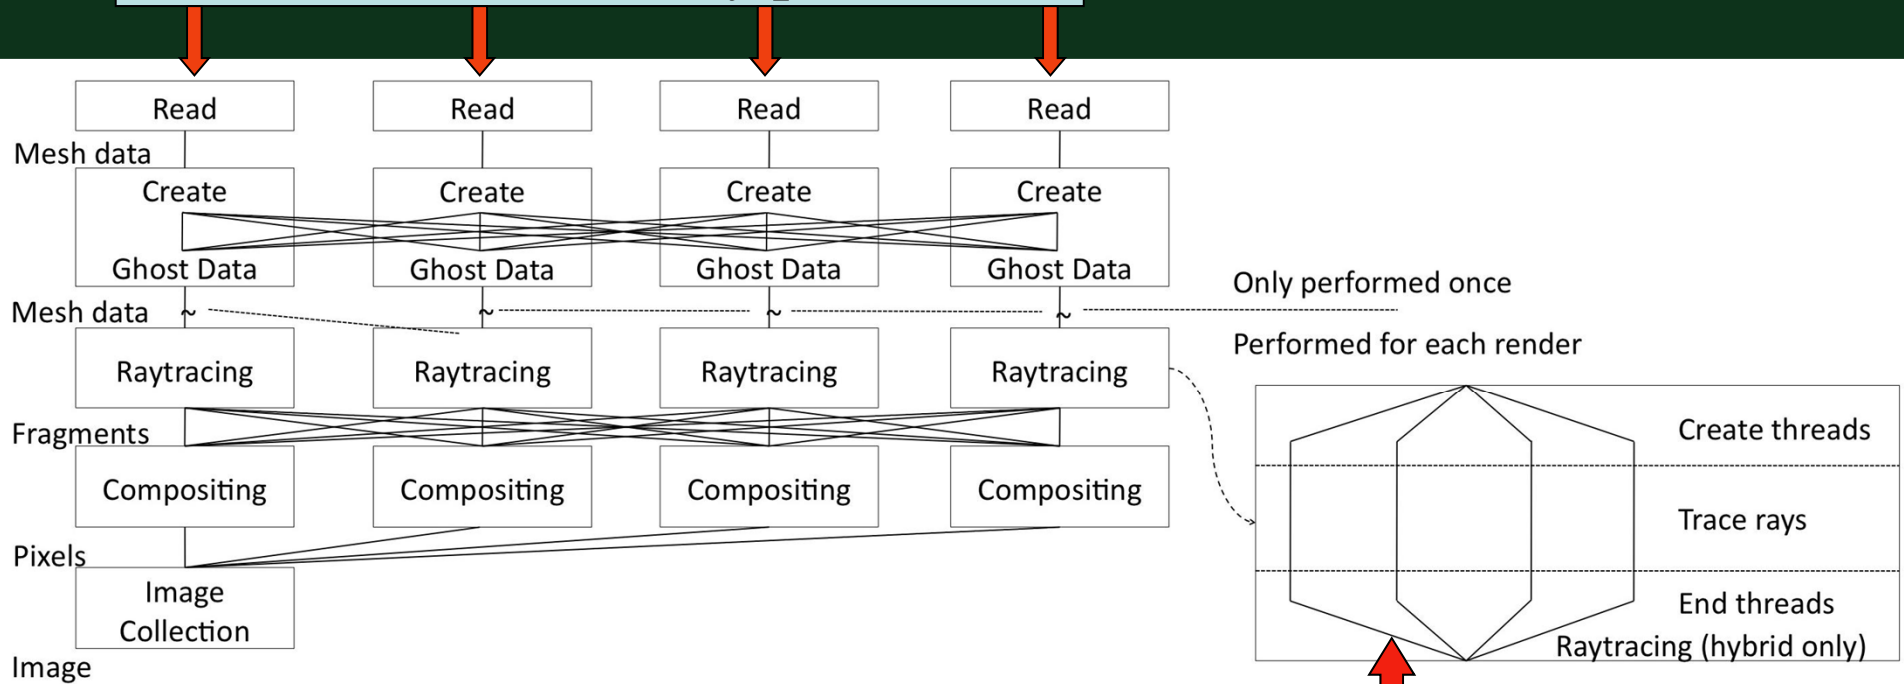 Read Read Read Read
Mesh data
Create Create Create Create
Ghost Data Ghost Data Ghost Data Ghost Data
Only performed once
Mesh data ~ ~ ~ ~
Performed for each render
Raytracing Raytracing Raytracing Raytracing
Fragments
Create threads
Compositing Compositing Compositing Compositing
Trace rays
Pixels
Image
Collection
End threads
Raytracing (hybrid only)
Image